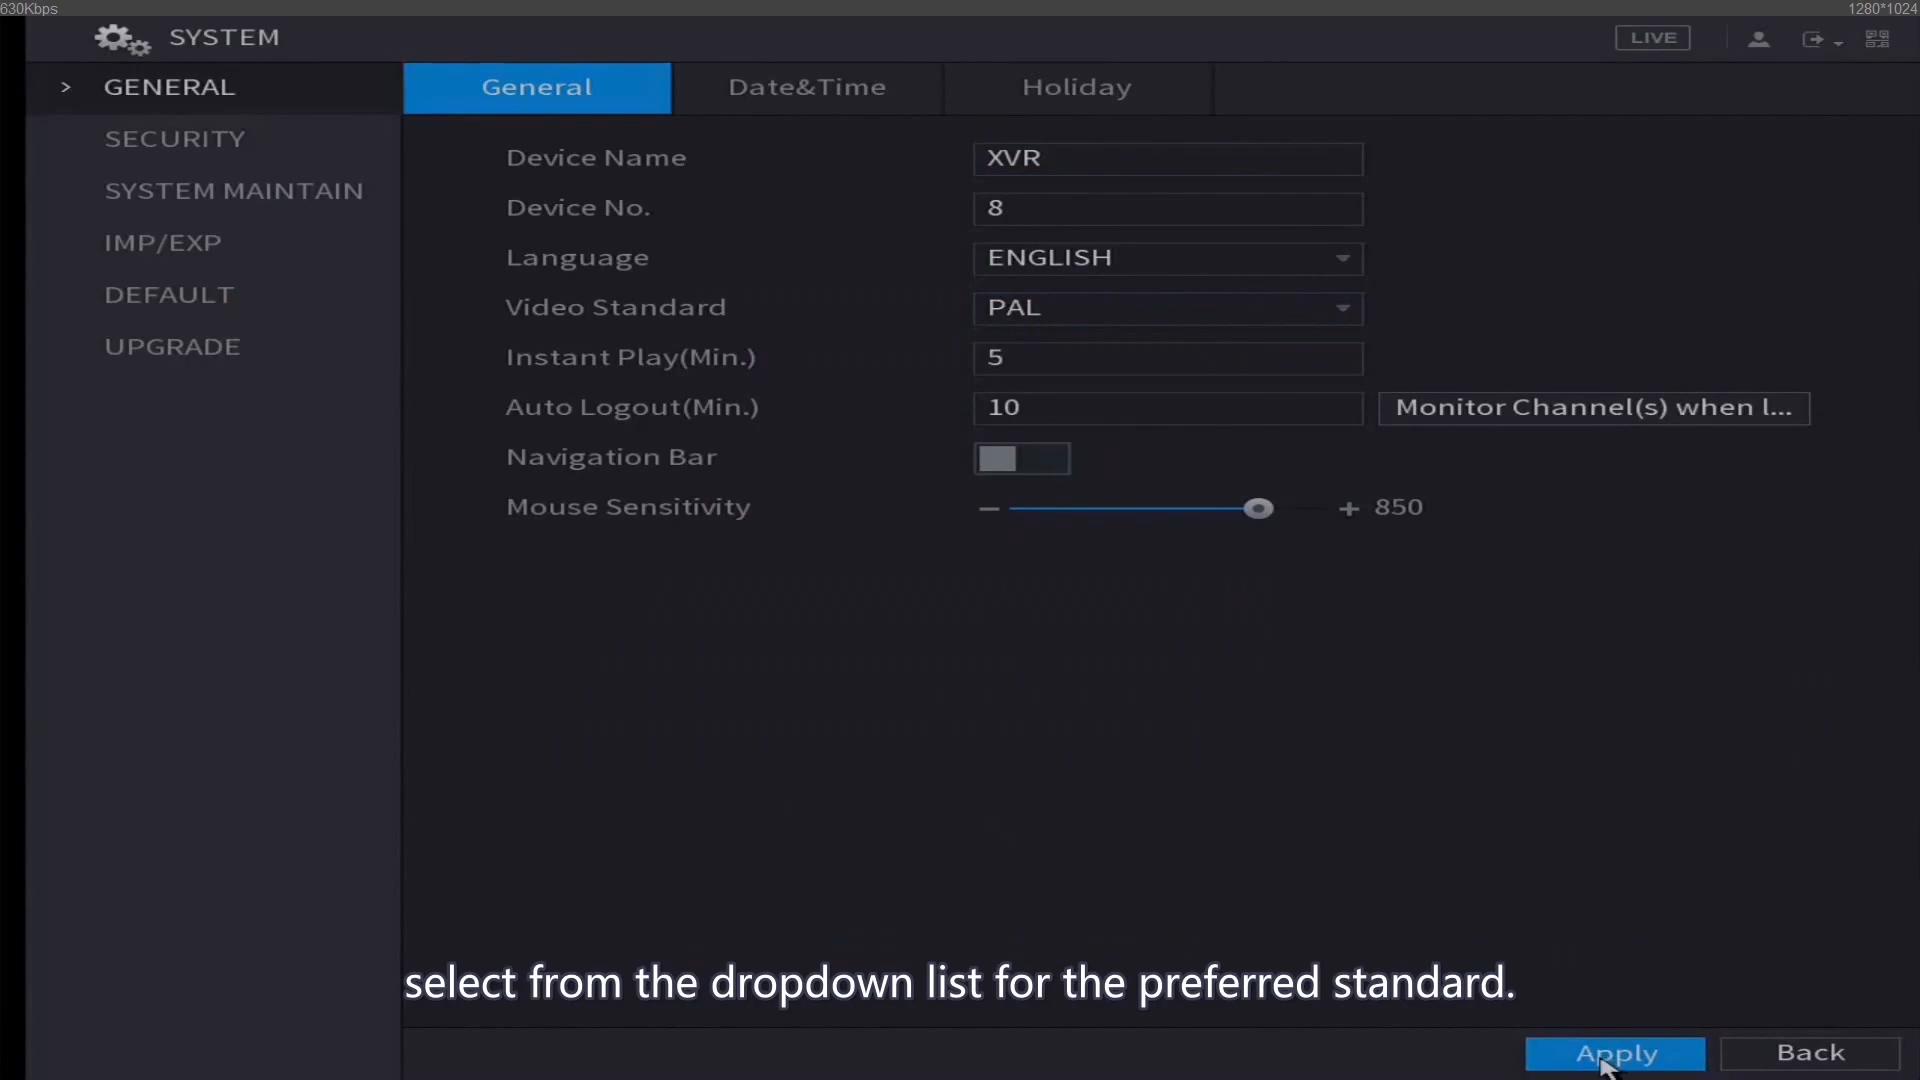 630Kbps
1280*1024
SYSTEM
LIVE
> GENERAL
SECURITY
SYSTEM MAINTAIN
IMP/EXP
DEFAULT
UPGRADE
General
Date&Time
Holiday
Device Name
XVR
Device No.
8
Language
ENGLISH
Video Standard
PAL
Instant Play(Min.)
5
Auto Logout(Min.)
10
Monitor Channel(s) when l...
Navigation Bar
Mouse Sensitivity
850
select from the dropdown list for the preferred standard.
Apply
Back